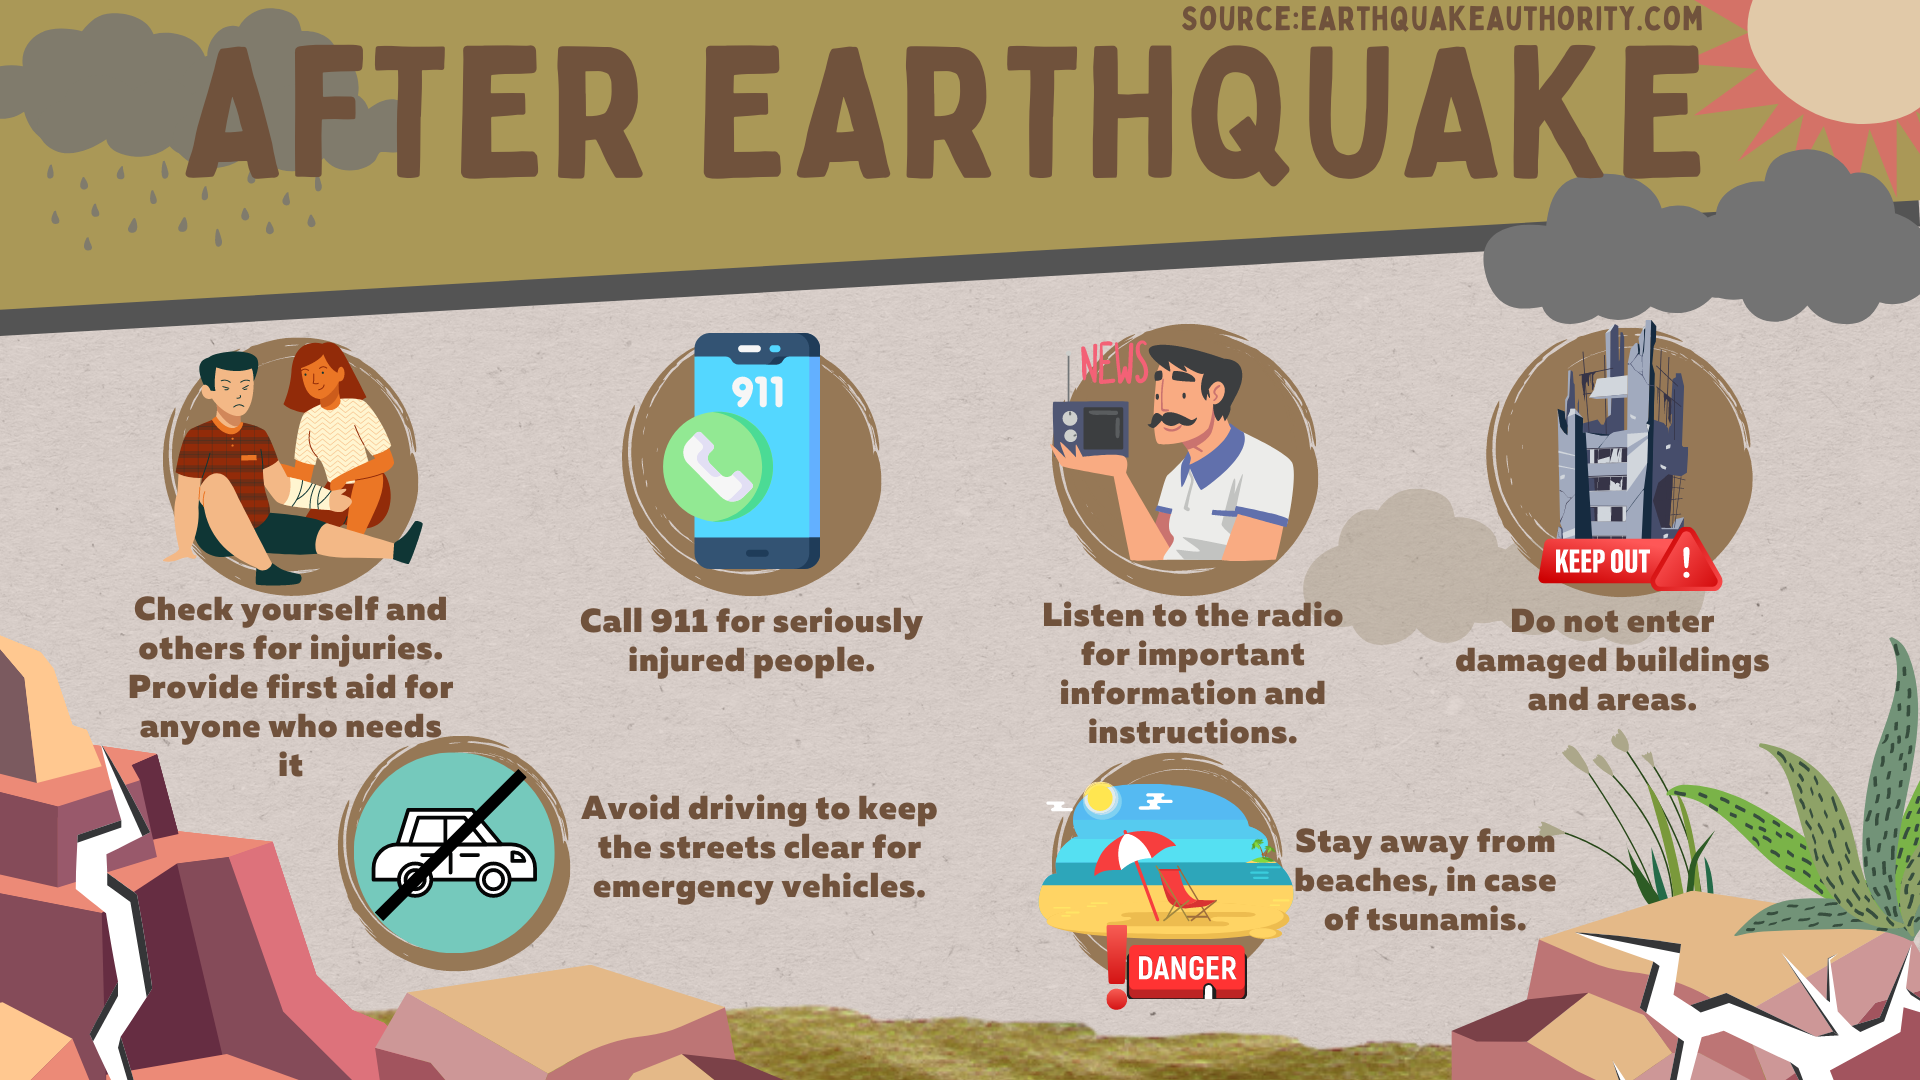 SOURCE:EARTHQUAKEAUTHORITY.COM
AFTER EARTHQUAKE
Check yourself and
others for injuries.
Provide first aid for
anyone who needs
it
911
Call 911 for seriously
injured people.
NEWS
Listen to the radio
for important
information and
instructions.
KEEP OUT !
Do not enter
damaged buildings
and areas.
Avoid driving to keep
the streets clear for
emergency vehicles.
Stay away from
beaches, in case
of tsunamis.
! DANGER